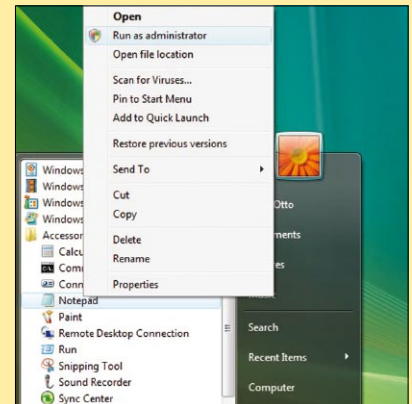 Open
Run as administrator
Open file location
Scan for Viruses...
Pin to Start Menu
Add to Quick Launch
Restore previous versions
Send To
Cut
Copy
Delete
Rename
Properties
Windows
Windows
Windows
Windows
Accessor
Calcu
Com
Conn
Notepad
Paint
Remote Desktop Connection
Run
Snipping Tool
Sound Recorder
Sync Center
Otto
Search
Recent Items
Computer